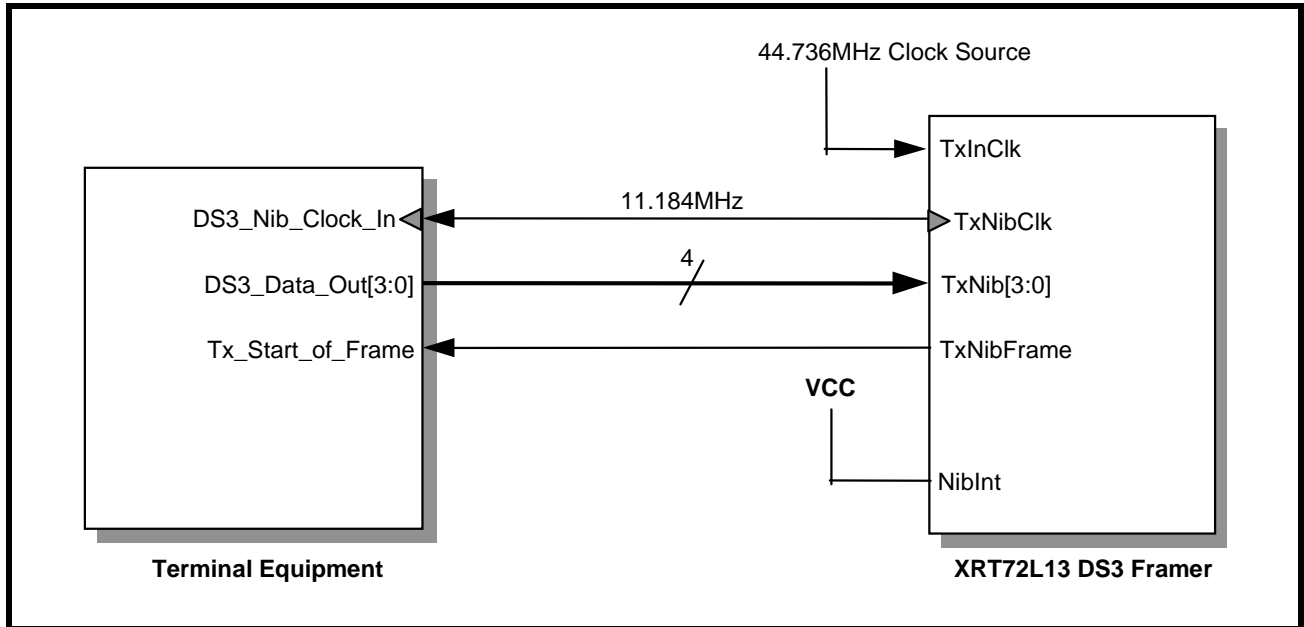 44.736MHz Clock Source
TxInClk
11.184MHz
DS3_Nib_Clock_In
TxNibClk
4
DS3_Data_Out[3:0]
TxNib[3:0]
Tx_Start_of_Frame
TxNibFrame
VCC
NibInt
Terminal Equipment
XRT72L13 DS3 Framer